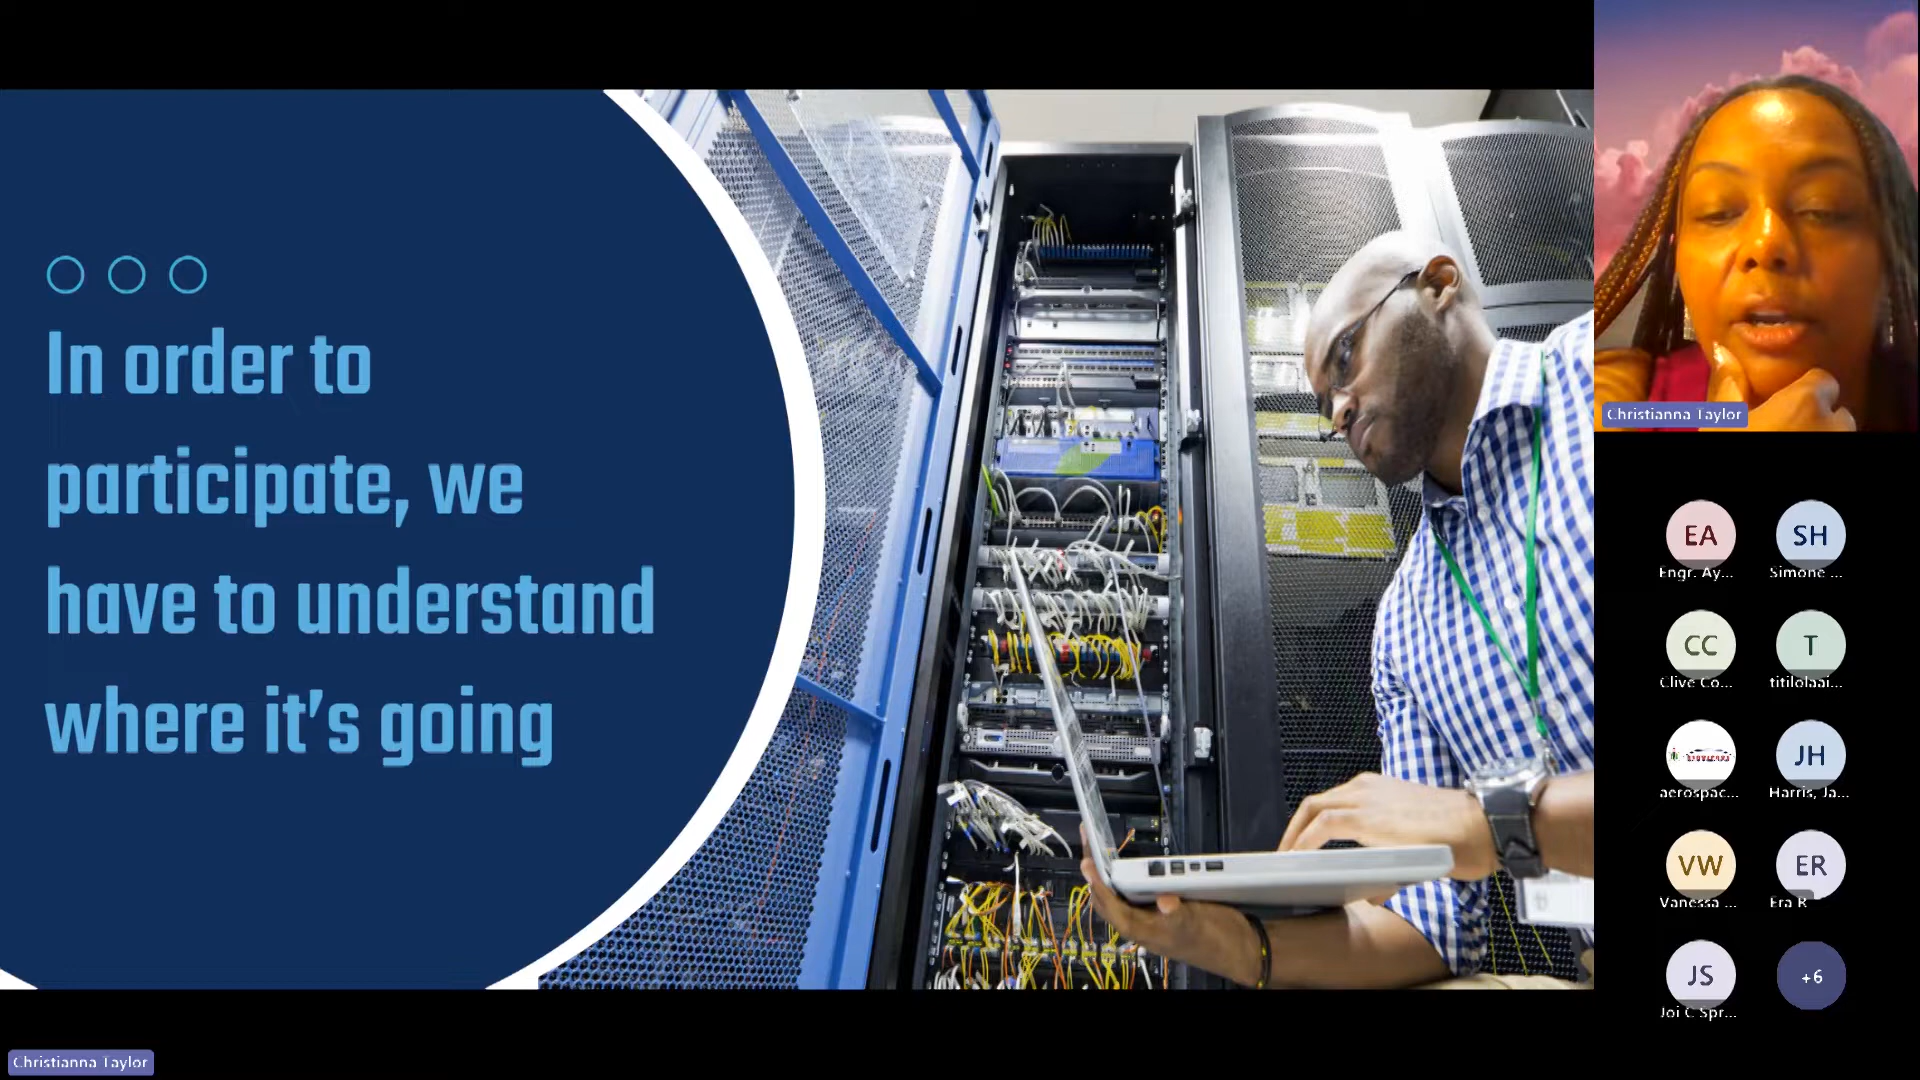 In order to
participate, we
have to understand
where it's going
Christianna Taylor
EA
SH
Engr. Ay...
Simone ...
CC
T
Clive Co...
titilolaai...
JH
aerospac...
Harris, Ja...
VW
ER
Vanessa ...
Era R
JS
+6
Joi C Spr...
Christianna Taylor